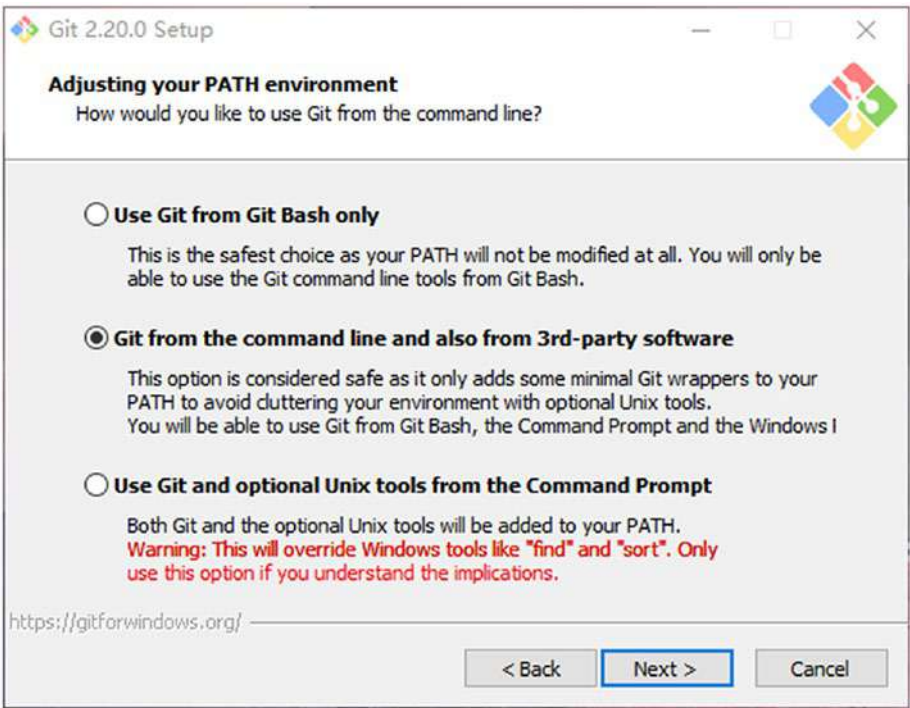 Git 2.20.0 Setup
Adjusting your PATH environment
How would you like to use Git from the command line?
Use Git from Git Bash only
This is the safest choice as your PATH will not be modified at all. You will only be
able to use the Git command line tools from Git Bash.
Git from the command line and also from 3rd-party software
This option is considered safe as it only adds some minimal Git wrappers to your
PATH to avoid cluttering your environment with optional Unix tools.
You will be able to use Git from Git Bash, the Command Prompt and the Windows
Use Git and optional Unix tools from the Command Prompt
Both Git and the optional Unix tools will be added to your PATH.
Warning: This will override Windows tools like "find" and "sort". Only
use this option if you understand the implications.
https://gitforwindows.org/
< Back
Next >
Cancel